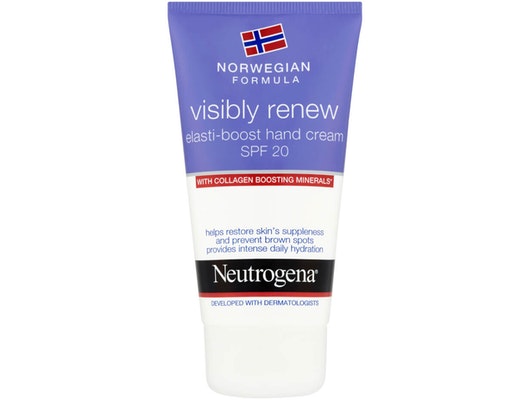 NORWEGIAN
FORMULA
visibly renew
elasti-boost hand cream
SPF 20
WITH COLLAGEN BOOSTING MINERALS*
helps restore skin's suppleness
and prevent brown spots
provides intense daily hydration
Neutrogena®
DEVELOPED WITH DERMATOLOGISTS